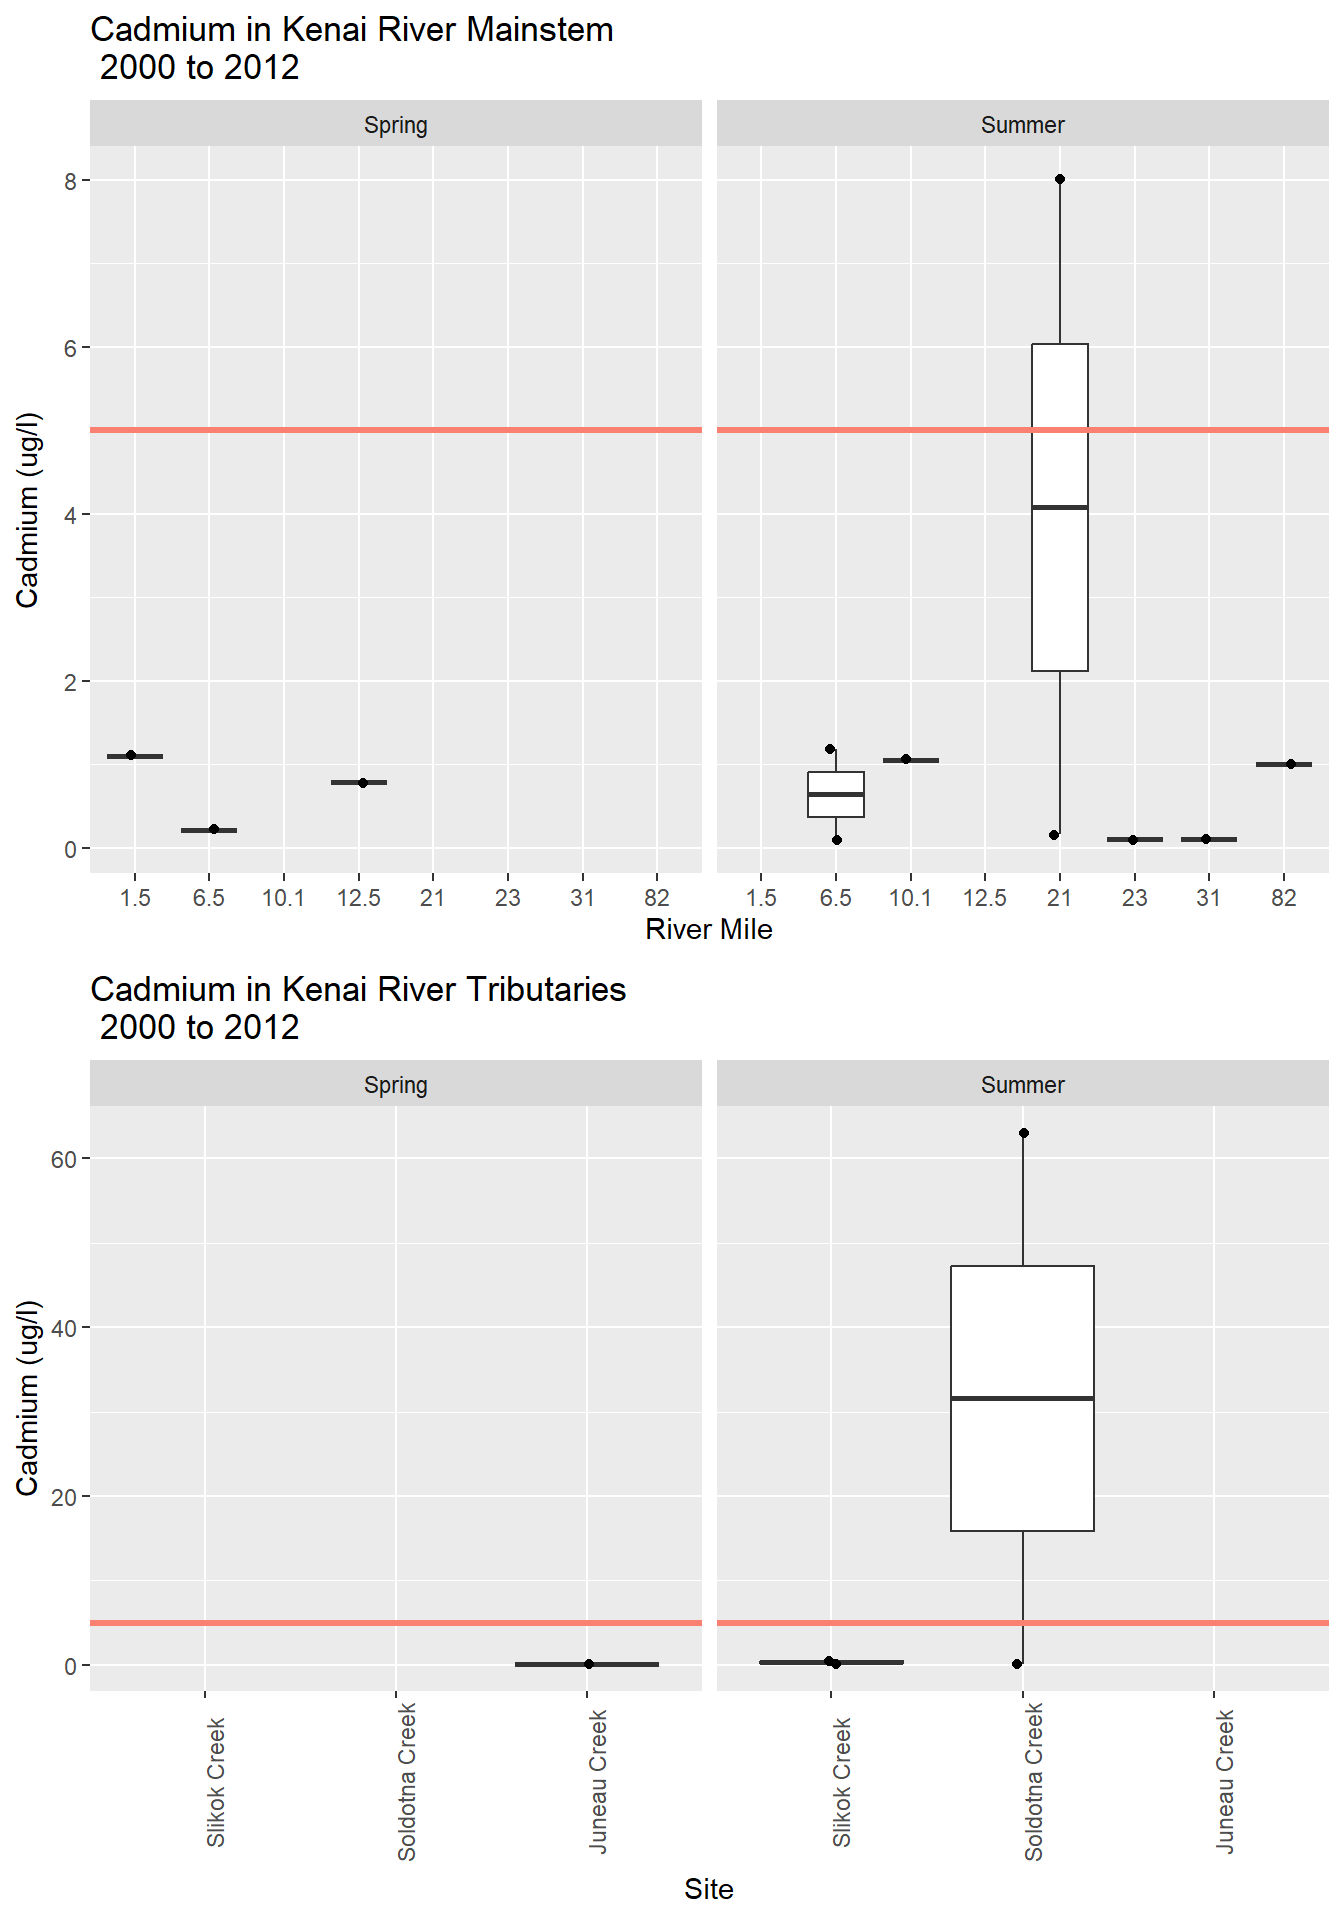 Cadmium in Kenai River Mainstem
2000 to 2012
Spring
Summer
Cadmium (ug/l)
8
6
4
2
0
1.5 6.5 10.1 12.5 21 23 31 82
1.5 6.5 10.1 12.5 21 23 31 82
River Mile
Cadmium in Kenai River Tributaries
2000 to 2012
Spring
Summer
Cadmium (ug/l)
60
40
20
0
Slikok Creek
Soldotna Creek
Juneau Creek
Slikok Creek
Soldotna Creek
Juneau Creek
Site